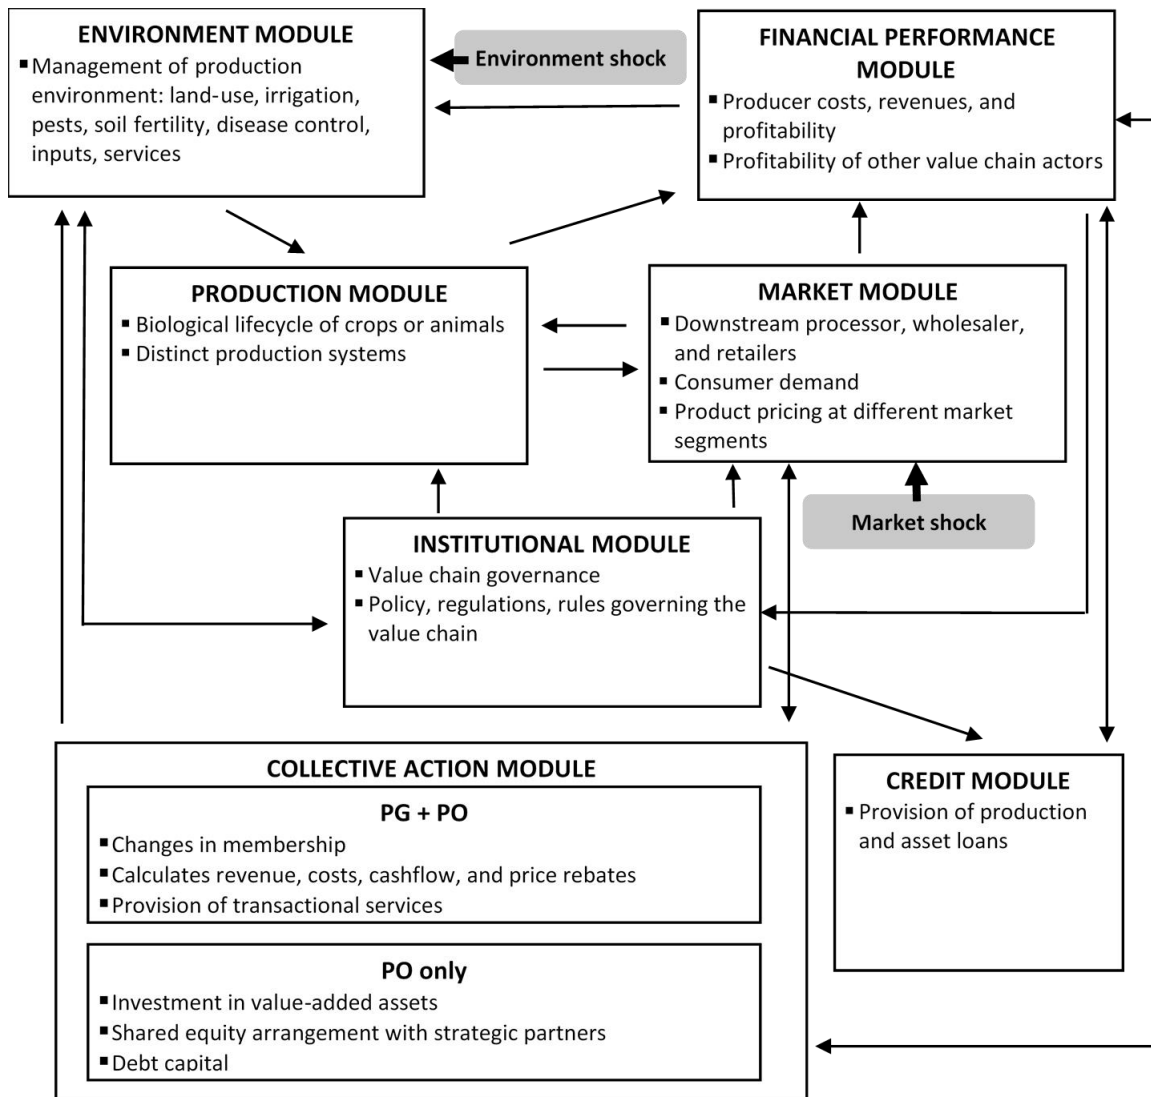 ENVIRONMENT MODULE
▪ Management of production
environment: land-use, irrigation,
pests, soil fertility, disease control,
inputs, services
Environment shock
FINANCIAL PERFORMANCE
MODULE
▪ Producer costs, revenues, and
profitability
▪ Profitability of other value chain actors
PRODUCTION MODULE
▪ Biological lifecycle of crops or animals
▪ Distinct production systems
MARKET MODULE
▪ Downstream processor, wholesaler,
and retailers
▪ Consumer demand
▪ Product pricing at different market
segments
Market shock
INSTITUTIONAL MODULE
▪ Value chain governance
▪ Policy, regulations, rules governing the
value chain
COLLECTIVE ACTION MODULE
PG + PO
▪ Changes in membership
▪ Calculates revenue, costs, cashflow, and price rebates
▪ Provision of transactional services
PO only
▪ Investment in value-added assets
▪ Shared equity arrangement with strategic partners
▪ Debt capital
CREDIT MODULE
▪ Provision of production
and asset loans